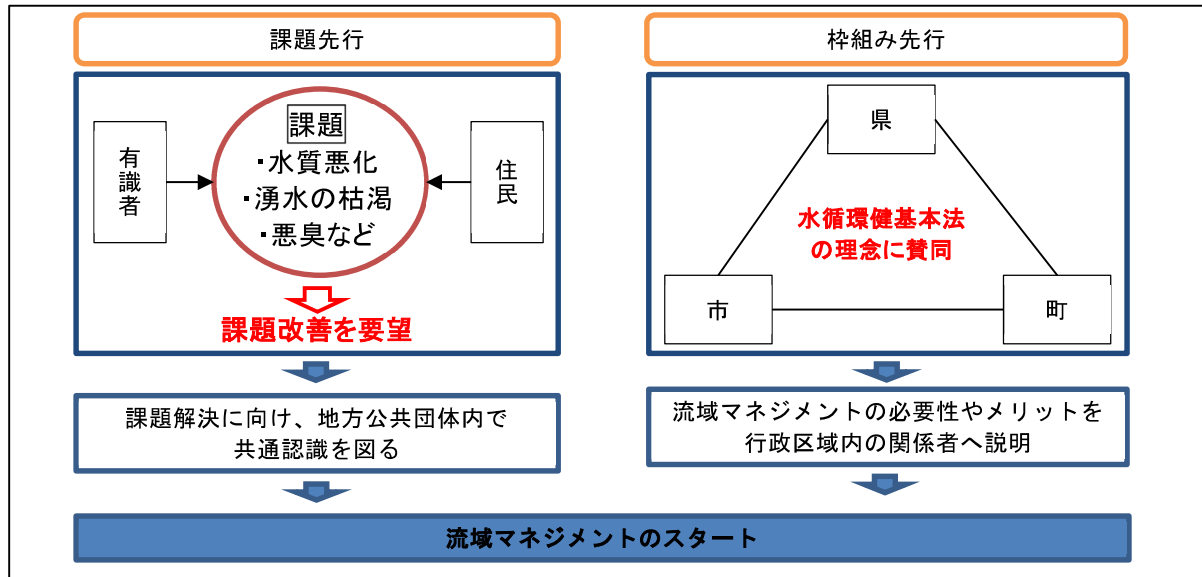 課題先行
有識者
課題
・水質悪化
・湧水の枯渇
・悪臭など
住民
課題改善を要望
課題解決に向け、地方公共団体内で
共通認識を図る
枠組み先行
県
水循環健基本法
の理念に賛同
市
町
流域マネジメントの必要性やメリットを
行政区域内の関係者へ説明
流域マネジメントのスタート